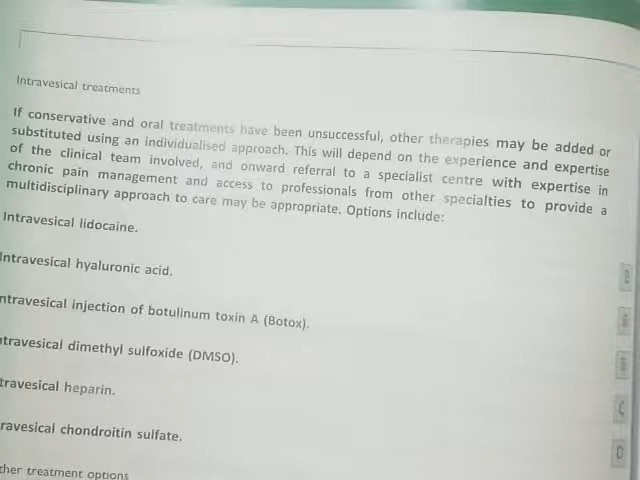 Intravesical treatments
If conservative and oral treatments have been unsuccessful, other therapies may be added or
substituted using an individualised approach. This will depend on the experience and expertise
of the clinical team involved, and onward referral to a specialist centre with expertise in
chronic pain management and access to professionals from other specialties to provide a
multidisciplinary approach to care may be appropriate. Options include:
Intravesical lidocaine.
Intravesical hyaluronic acid.
ntravesical injection of botulinum toxin A (Botox).
travesical dimethyl sulfoxide (DMSO).
travesical heparin.
ravesical chondroitin sulfate.
ther treatment options